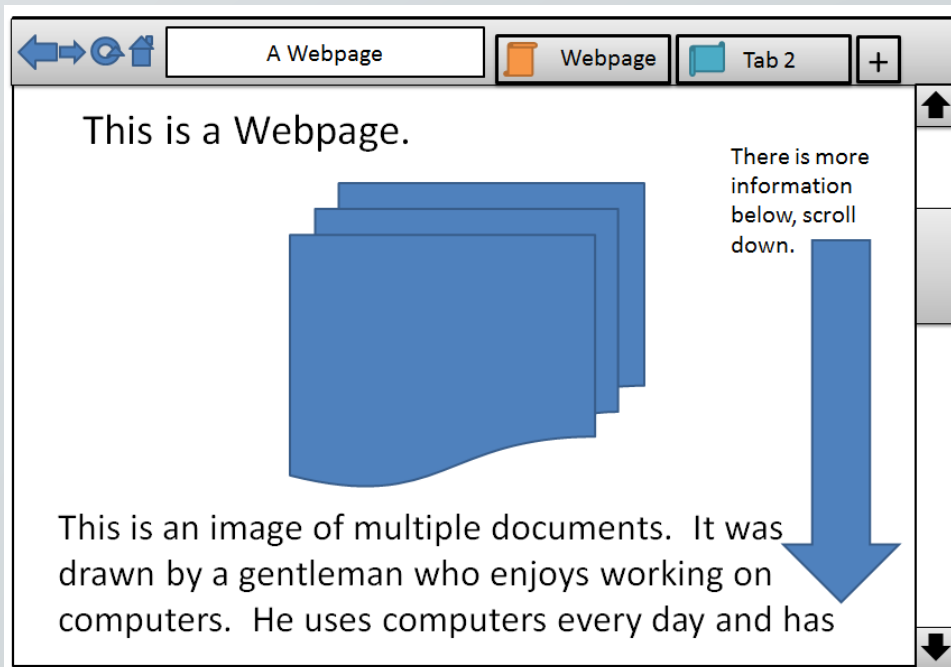 A Webpage
Webpage
Tab 2
+
This is a Webpage.
There is more
information
below, scroll
down.
This is an image of multiple documents.  It was
drawn by a gentleman who enjoys working on
computers.  He uses computers every day and has